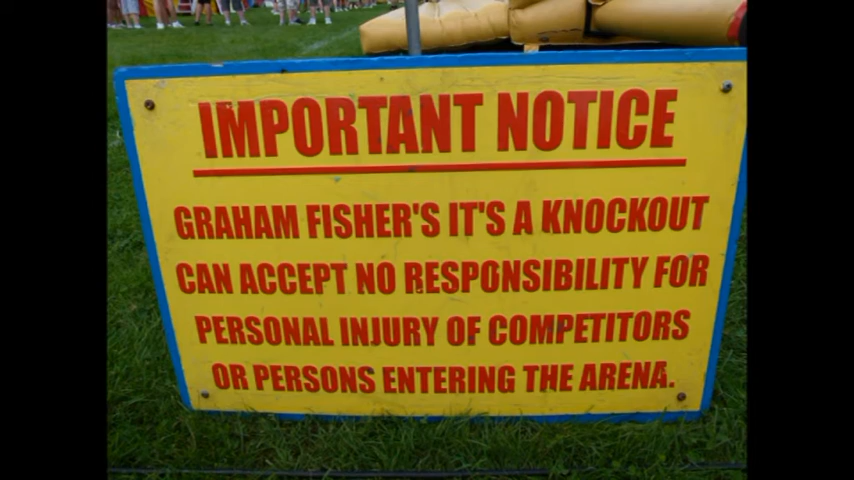 IMPORTANT NOTICE
GRAHAM FISHER'S IT'S A KNOCKOUT
CAN ACCEPT NO RESPONSIBILITY FOR
PERSONAL INJURY OF COMPETITORS
OR PERSONS ENTERING THE ARENA.